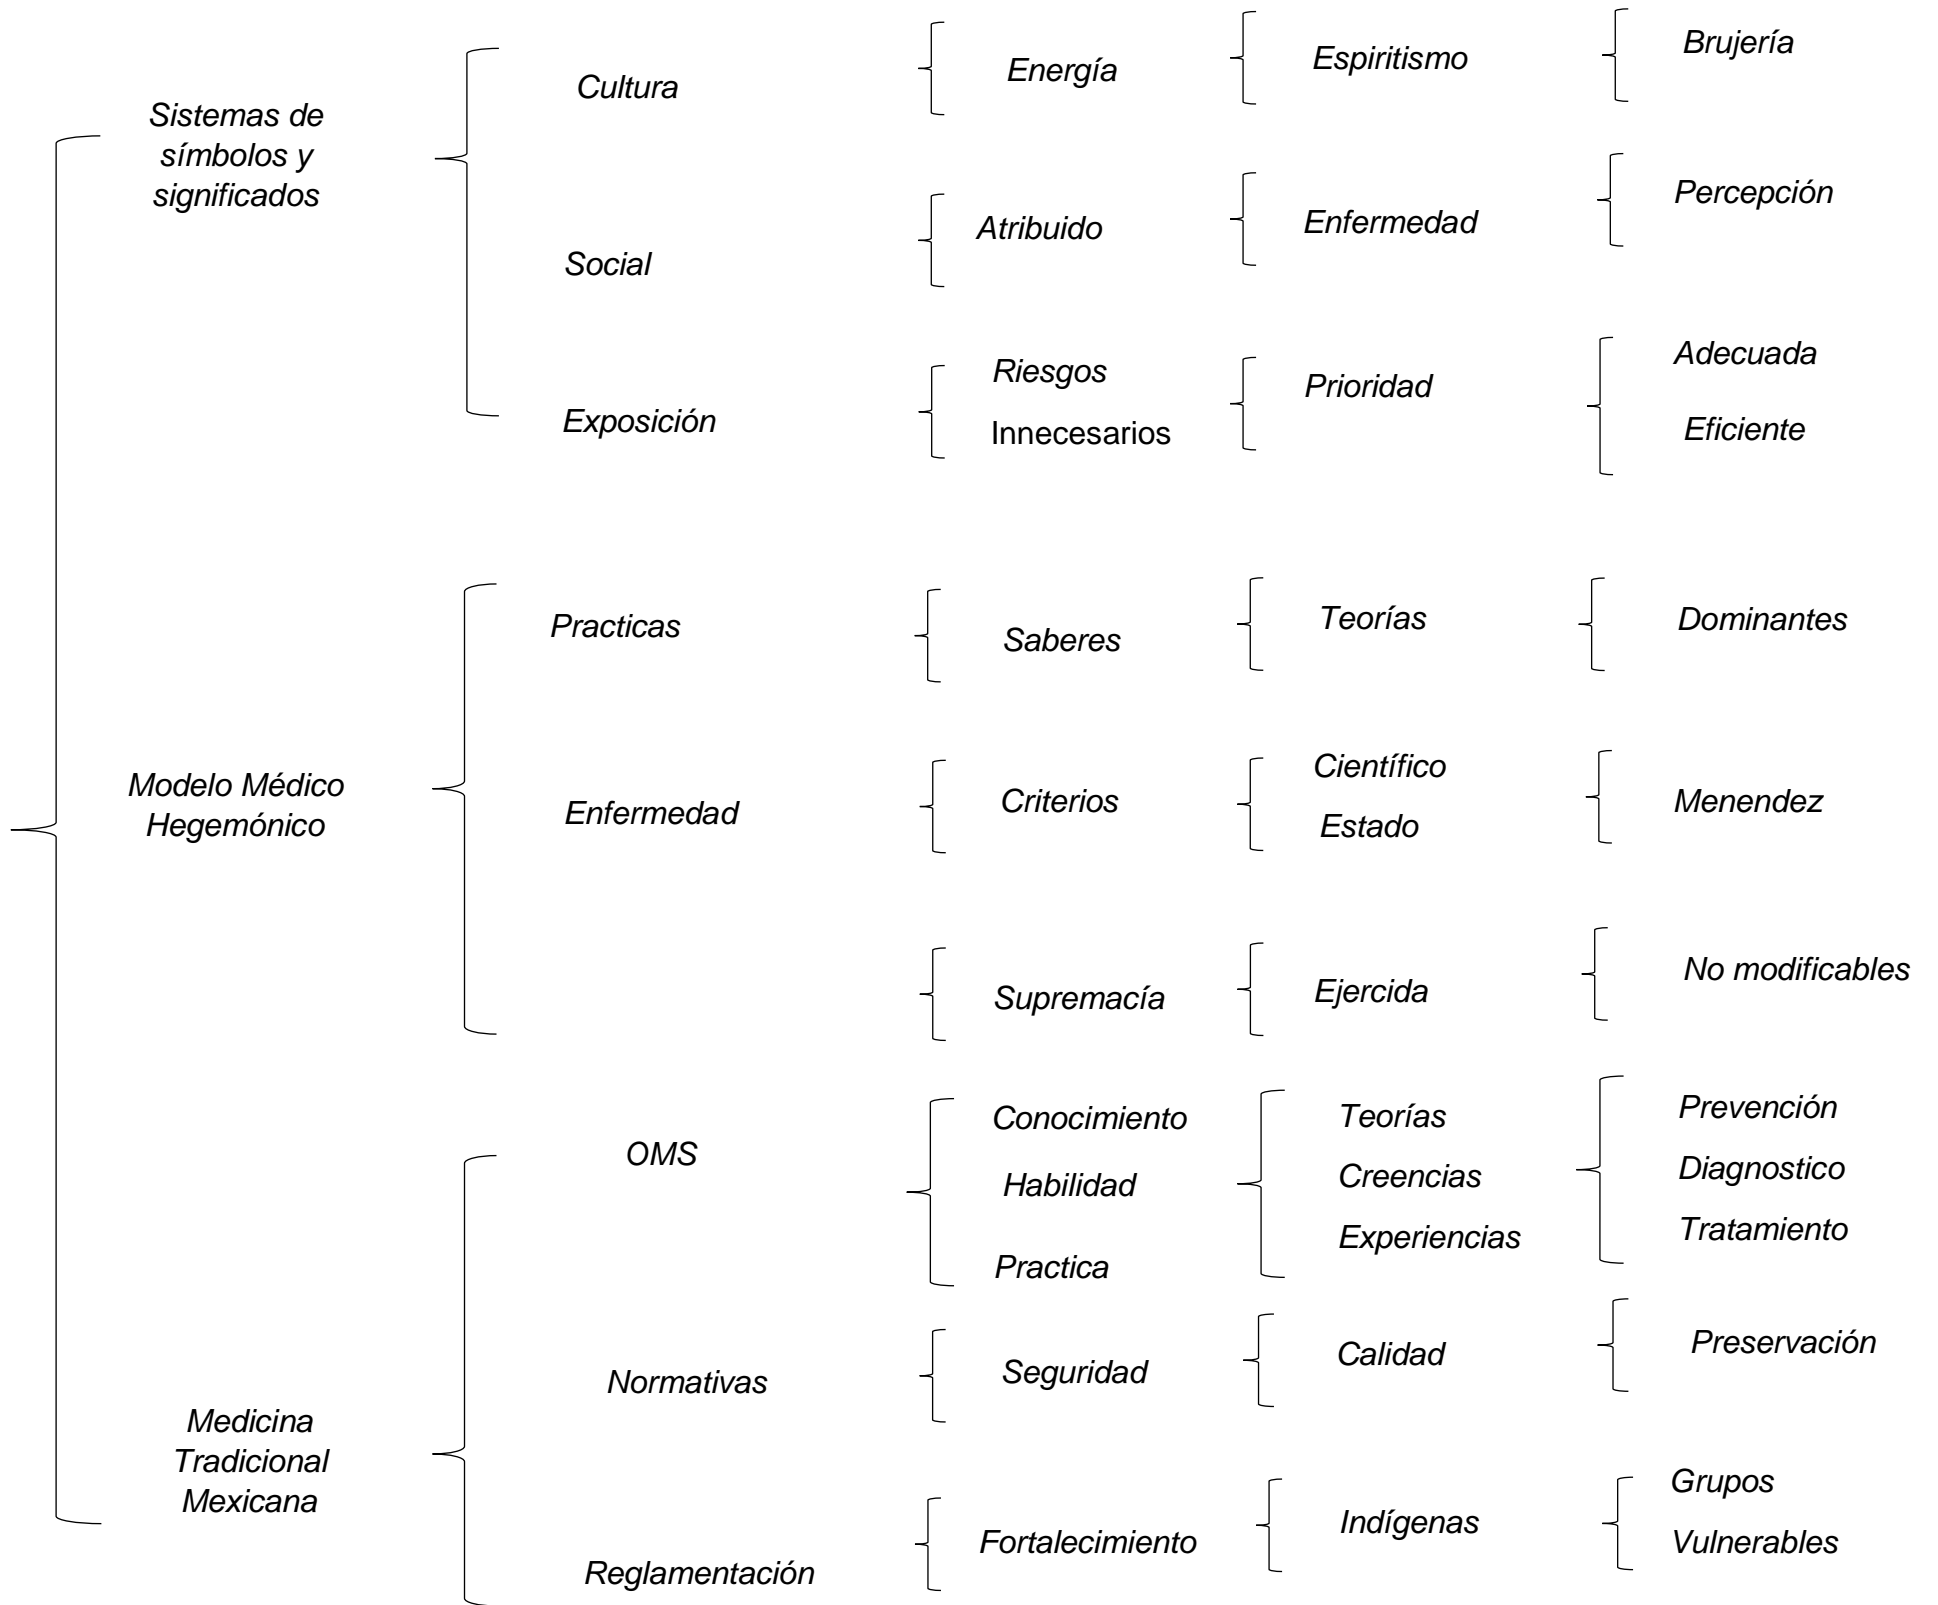 Sistemas de
símbolos y
significados
Cultura
Energía
Espiritismo
Brujería
Social
Atribuido
Enfermedad
Percepción
Exposición
Riesgos
Innecesarios
Prioridad
Adecuada
Eficiente
Modelo Médico
Hegemónico
Practicas
Saberes
Teorías
Dominantes
Enfermedad
Criterios
Científico
Estado
Menendez
Supremacía
Ejercida
No modificables
Medicina
Tradicional
Mexicana
OMS
Conocimiento
Habilidad
Practica
Teorías
Creencias
Experiencias
Prevención
Diagnostico
Tratamiento
Normativas
Seguridad
Calidad
Preservación
Reglamentación
Fortalecimiento
Indígenas
Grupos
Vulnerables